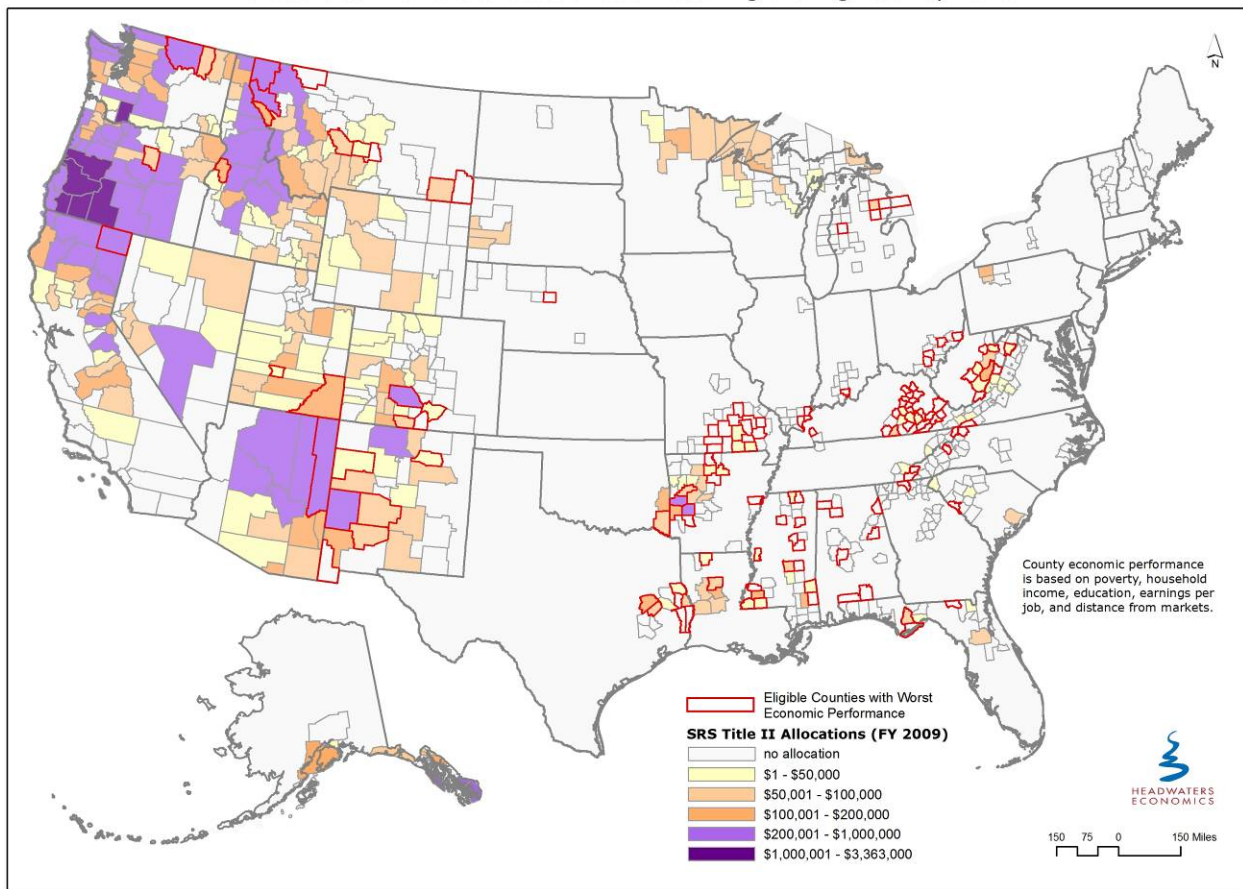 N
County economic performance
is based on poverty, household
income, education, earnings per
job, and distance from markets.
Eligible Counties with Worst
Economic Performance
SRS Title II Allocations (FY 2009)
no allocation
$1 - $50,000
$50,001 - $100,000
$100,001 - $200,000
$200,001 - $1,000,000
$1,000,001 - $3,363,000
HEADWATERS
ECONOMICS
150 75 0 150 Miles